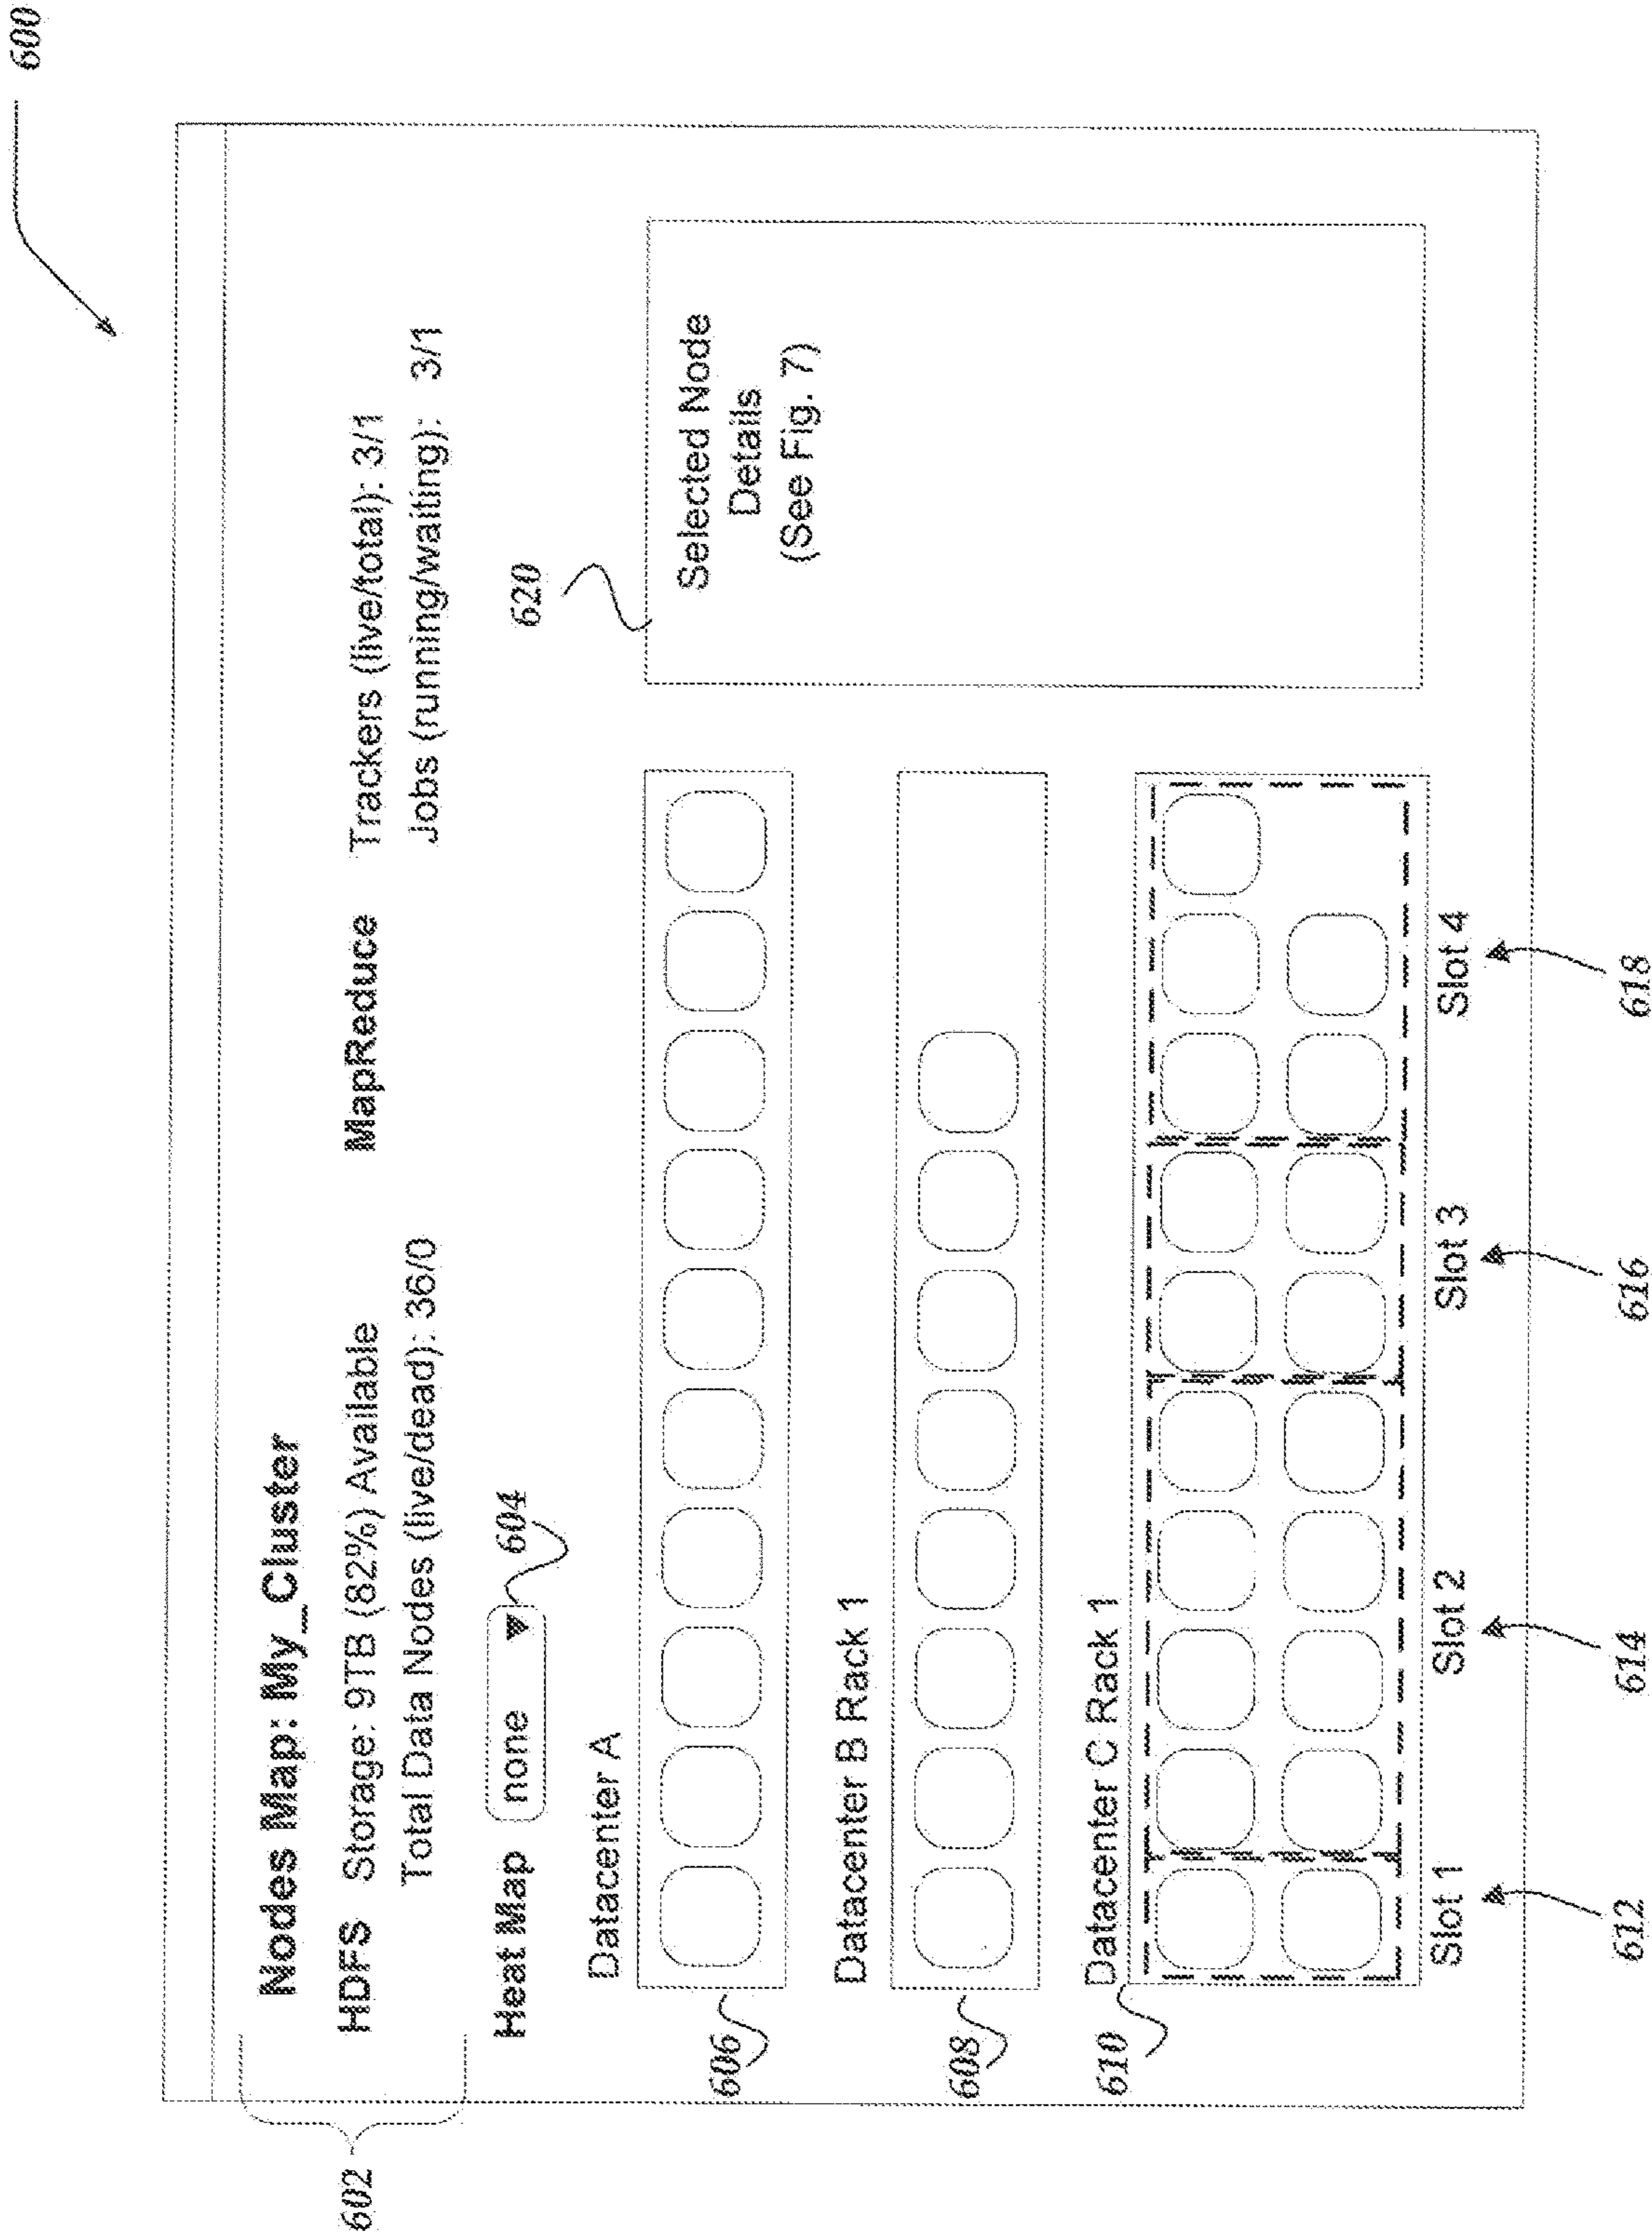 600
602
Nodes Map: My_Cluster
HDFS Storage: 9TB (82%) Available MapReduce Trackers (live/total): 3/1
Total Data Nodes (live/dead): 36/0 Jobs (running/waiting): 3/1
Heat Map none 604
620
Datacenter A
606
Selected Node
Details
(See Fig. 7)
Datacenter B Rack 1
608
Datacenter C Rack 1
610
Slot 1 Slot 2 Slot 3 Slot 4
612 614 616 618